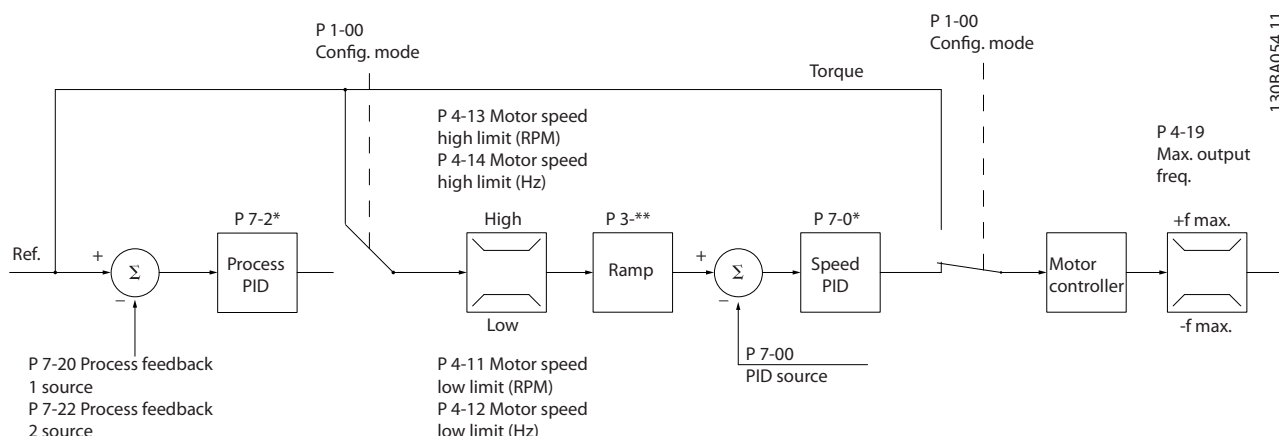 P 1-00
Config. mode
P 1-00
Config. mode
130BA054.11
Torque
P 4-13 Motor speed
high limit (RPM)
P 4-14 Motor speed
high limit (Hz)
P 4-19
Max. output
freq.
P 7-2*
High
P 3-**
P 7-0*
+f max.
Ref.
+
Σ
−
Process
PID
Ramp
+
Σ
−
Speed
PID
Motor
controller
Low
-f max.
P 7-20 Process feedback
1 source
P 7-22 Process feedback
2 source
P 4-11 Motor speed
low limit (RPM)
P 4-12 Motor speed
low limit (Hz)
P 7-00
PID source